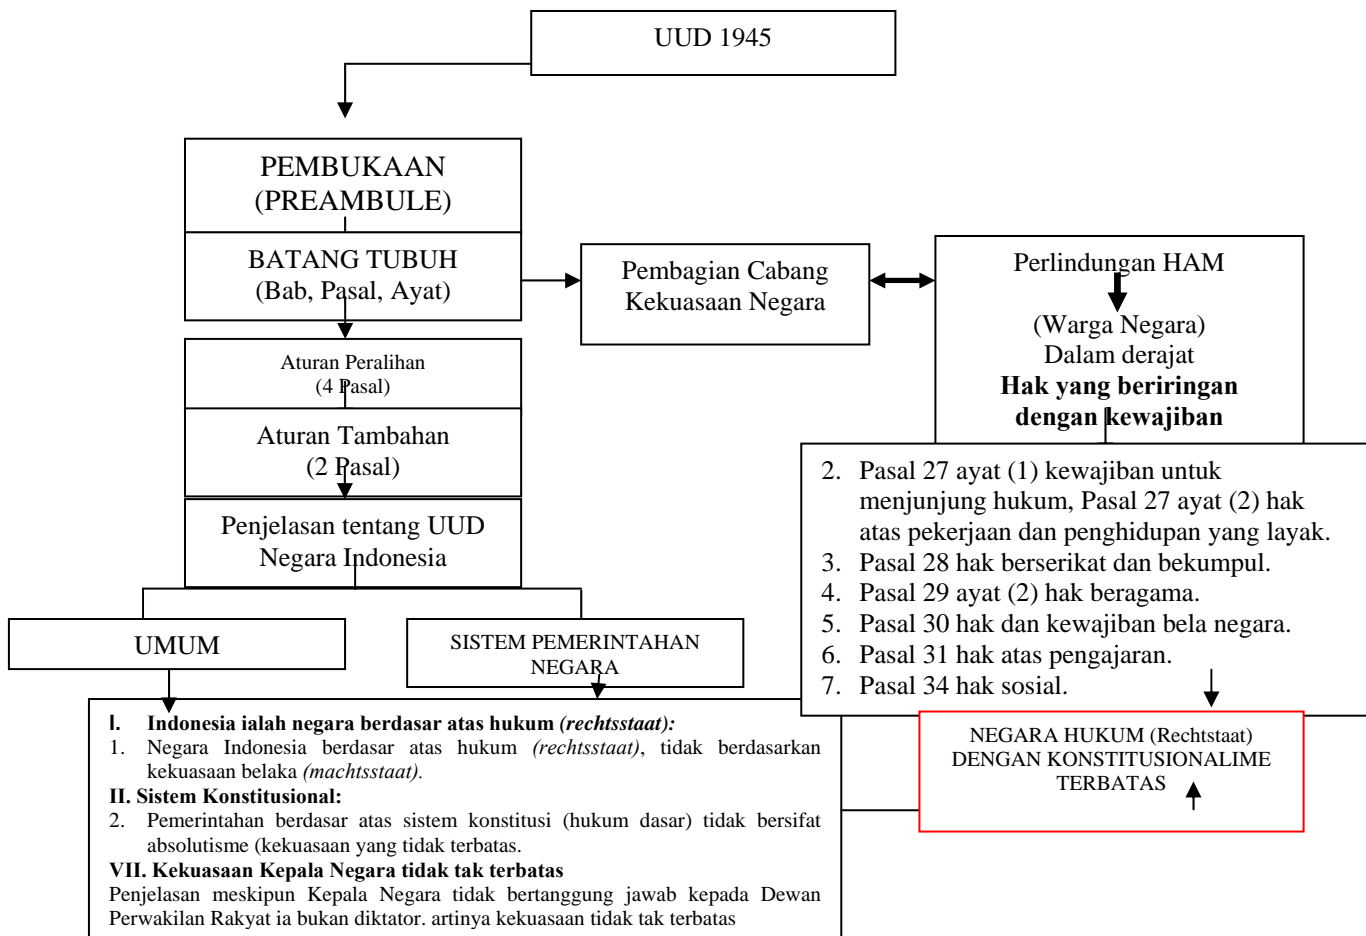 UUD 1945
PEMBUKAAN
(PREAMBULE)
BATANG TUBUH
(Bab, Pasal, Ayat)
Pembagian Cabang
Kekuasaan Negara
Perlindungan HAM
(Warga Negara)
Dalam derajat
Hak yang beriringan
dengan kewajiban
Aturan Peralihan
(4 Pasal)
Aturan Tambahan
(2 Pasal)
Penjelasan tentang UUD
Negara Indonesia
2. Pasal 27 ayat (1) kewajiban untuk
menjunjung hukum, Pasal 27 ayat (2) hak
atas pekerjaan dan penghidupan yang layak.
3. Pasal 28 hak berserikat dan bekumpul.
4. Pasal 29 ayat (2) hak beragama.
5. Pasal 30 hak dan kewajiban bela negara.
6. Pasal 31 hak atas pengajaran.
7. Pasal 34 hak sosial.
UMUM
SISTEM PEMERINTAHAN
NEGARA
I. Indonesia ialah negara berdasar atas hukum (rechtsstaat):
1. Negara Indonesia berdasar atas hukum (rechtsstaat), tidak berdasarkan
kekuasaan belaka (machtsstaat).
II. Sistem Konstitusional:
2. Pemerintahan berdasar atas sistem konstitusi (hukum dasar) tidak bersifat
absolutisme (kekuasaan yang tidak terbatas.
VII. Kekuasaan Kepala Negara tidak tak terbatas
Penjelasan meskipun Kepala Negara tidak bertanggung jawab kepada Dewan
Perwakilan Rakyat ia bukan diktator. artinya kekuasaan tidak tak terbatas
NEGARA HUKUM (Rechtstaat)
DENGAN KONSTITUSIONALIME
TERBATAS